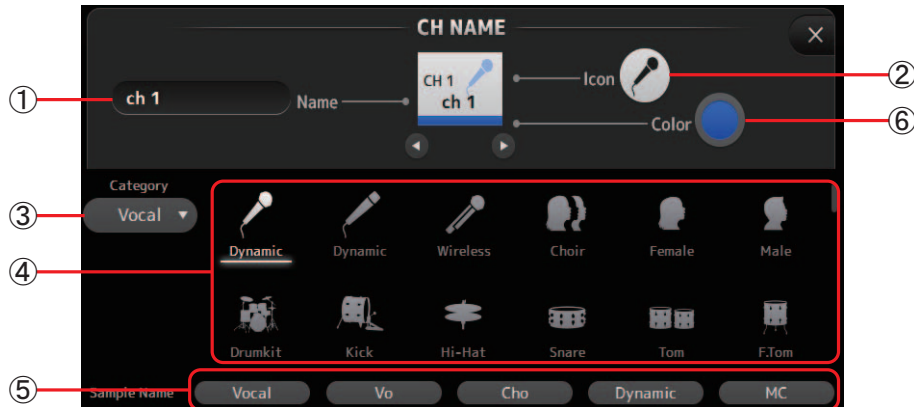 CH NAME
①
ch 1
Name
CH 1
ch 1
Icon
②
Color
⑥
Category
③
Vocal
④
Dynamic
Dynamic
Wireless
Choir
Female
Male
Drumkit
Kick
Hi-Hat
Snare
Tom
F.Tom
⑤
Sample Name
Vocal
Vo
Cho
Dynamic
MC